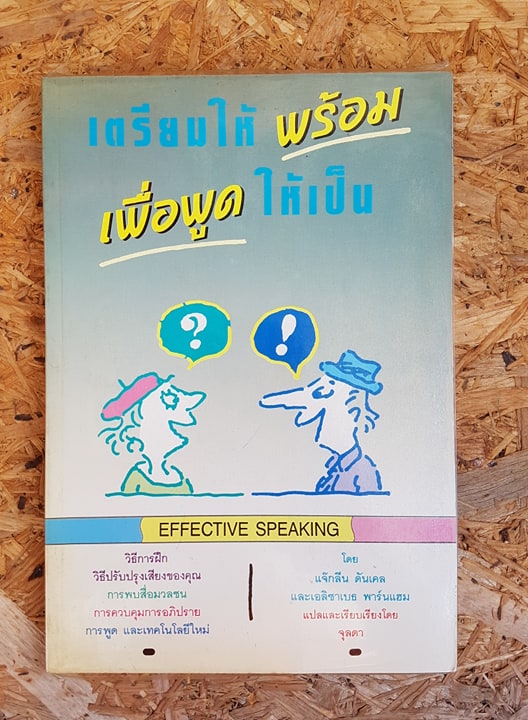 เตรียมให้ พร้อม
เพื่อพูด ให้เป็น
?
!
EFFECTIVE SPEAKING
วิธีการฝึก
วิธีปรับปรุงเสียงของคุณ
การพบสื่อมวลชน
การควบคุมการอภิปราย
การพูด และเทคโนโลยีใหม่
โดย
แจ๊กลีน ดันเคล
และเอลิซาเบธ พาร์นแฮม
แปลและเรียบเรียงโดย
จุลดา